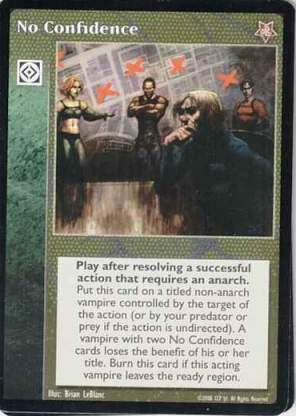 No Confidence
Play after resolving a successful
action that requires an anarch.
Put this card on a titled non-anarch
vampire controlled by the target
of the action (or by your predator or
prey if the action is undirected). A
vampire with two No Confidence
cards loses the benefit of his or her
title. Burn this card if this acting
vampire leaves the ready region.
Illus: Brian LeBlanc
All Rights Reserved.